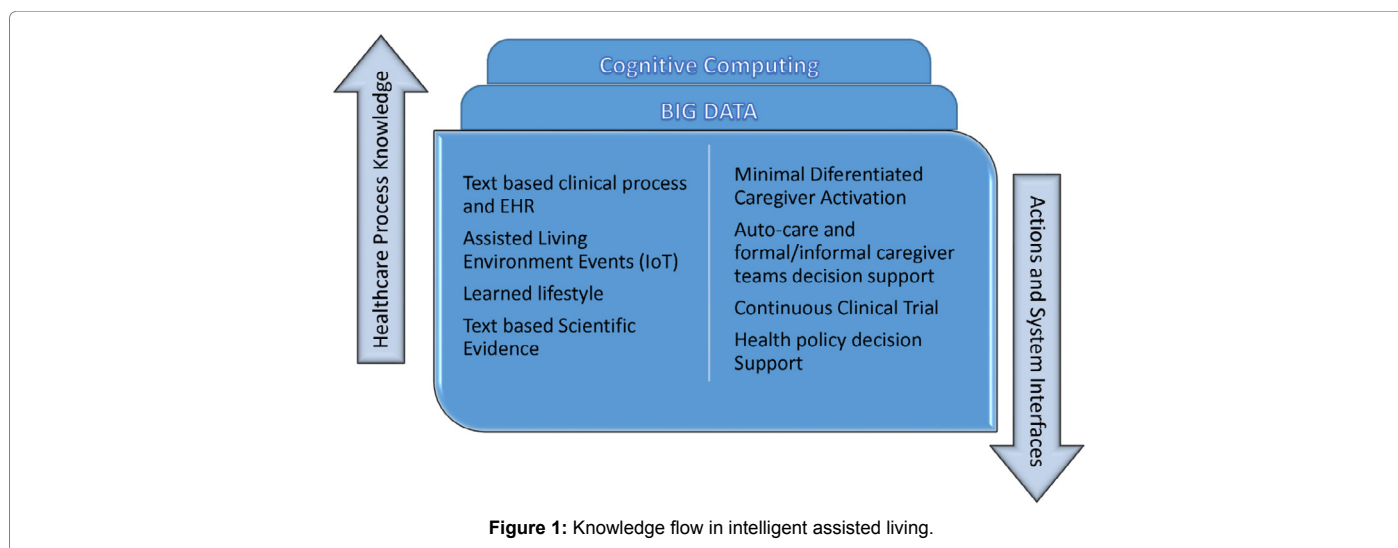 Cognitive Computing
BIG DATA
Healthcare Process Knowledge
Text based clinical process
and EHR
Assisted Living
Environment Events (IoT)
Learned lifestyle
Text based Scientific
Evidence
Minimal Diferentiated
Caregiver Activation
Auto-care and
formal/informal caregiver
teams decision support
Continuous Clinical Trial
Health policy decision
Support
Actions and System Interfaces
Figure 1: Knowledge flow in intelligent assisted living.